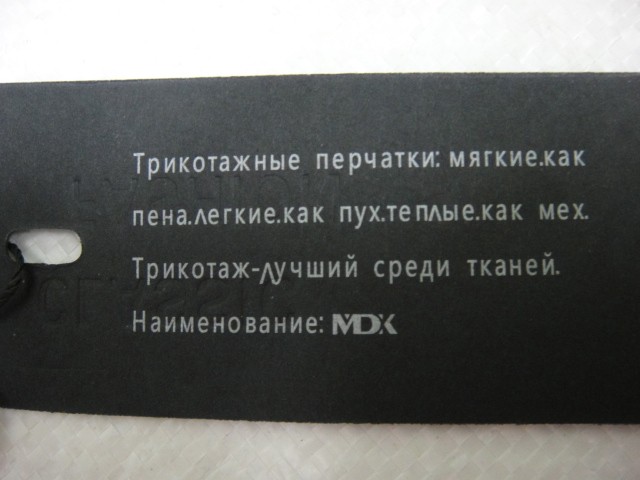 Трикотажные перчатки: мягкие.как
пена.легкие.как пух.теплые.как мех.
Трикотаж-лучший среди тканей.
Наименование: MDX